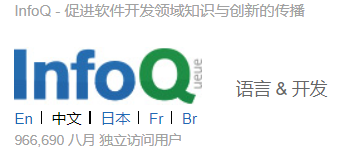 InfoQ - 促进软件开发领域知识与创新的传播
InfoQueue
语言 & 开发
En | 中文 | 日本 | Fr | Br
966,690 八月 独立访问用户